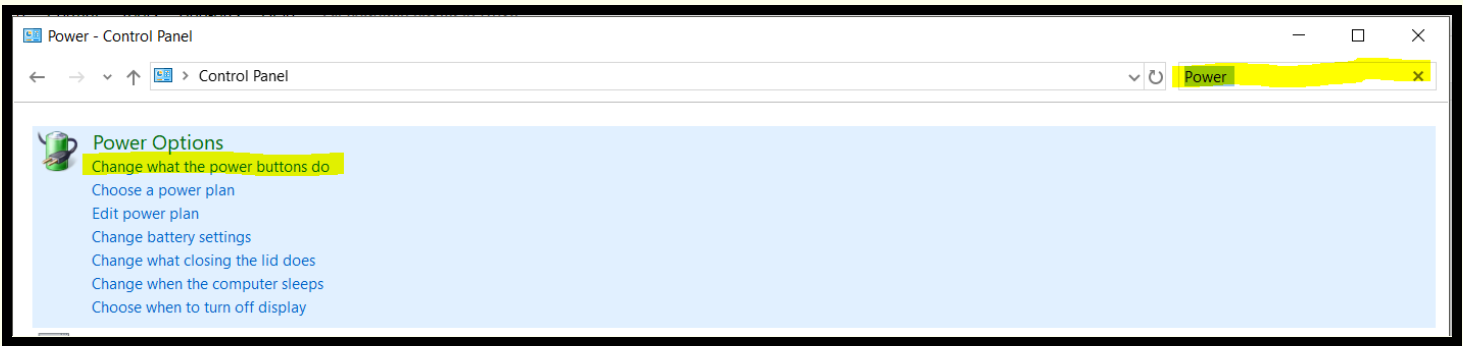 Power - Control Panel
Control Panel
Power
Power Options
Change what the power buttons do
Choose a power plan
Edit power plan
Change battery settings
Change what closing the lid does
Change when the computer sleeps
Choose when to turn off display